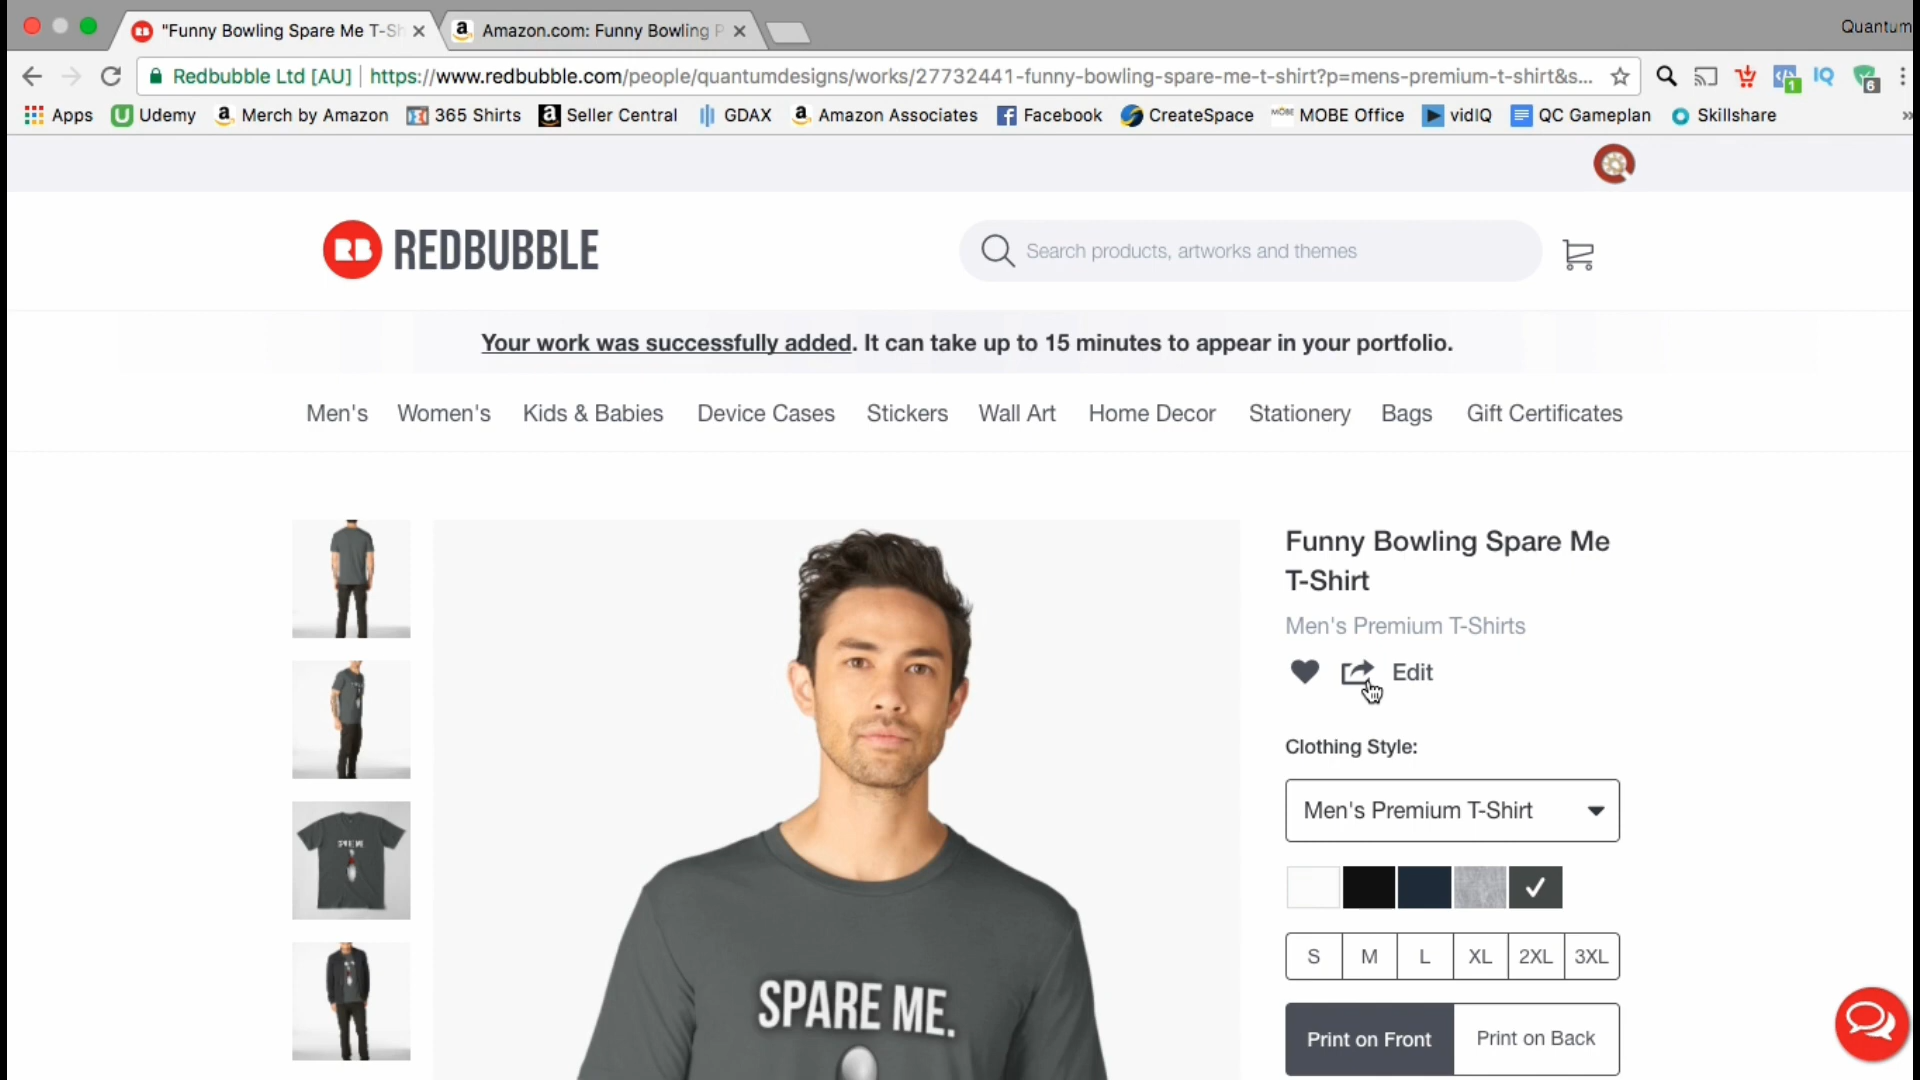 "Funny Bowling Spare Me T-Sh
Amazon.com: Funny Bowling P
Quantum
Redbubble Ltd [AU] https://www.redbubble.com/people/quantumdesigns/works/27732441-funny-bowling-spare-me-t-shirt?p=mens-premium-t-shirt&s...
IQ
1
6
Apps Udemy Merch by Amazon 365 Shirts Seller Central GDAX Amazon Associates Facebook CreateSpace MOBE Office vidIQ QC Gameplan Skillshare »
RB REDBUBBLE
Search products, artworks and themes
Your work was successfully added. It can take up to 15 minutes to appear in your portfolio.
Men's Women's Kids & Babies Device Cases Stickers Wall Art Home Decor Stationery Bags Gift Certificates
Funny Bowling Spare Me
T-Shirt
Men's Premium T-Shirts
Edit
Clothing Style:
Men's Premium T-Shirt
S M L XL 2XL 3XL
SPARE ME.
Print on Front Print on Back